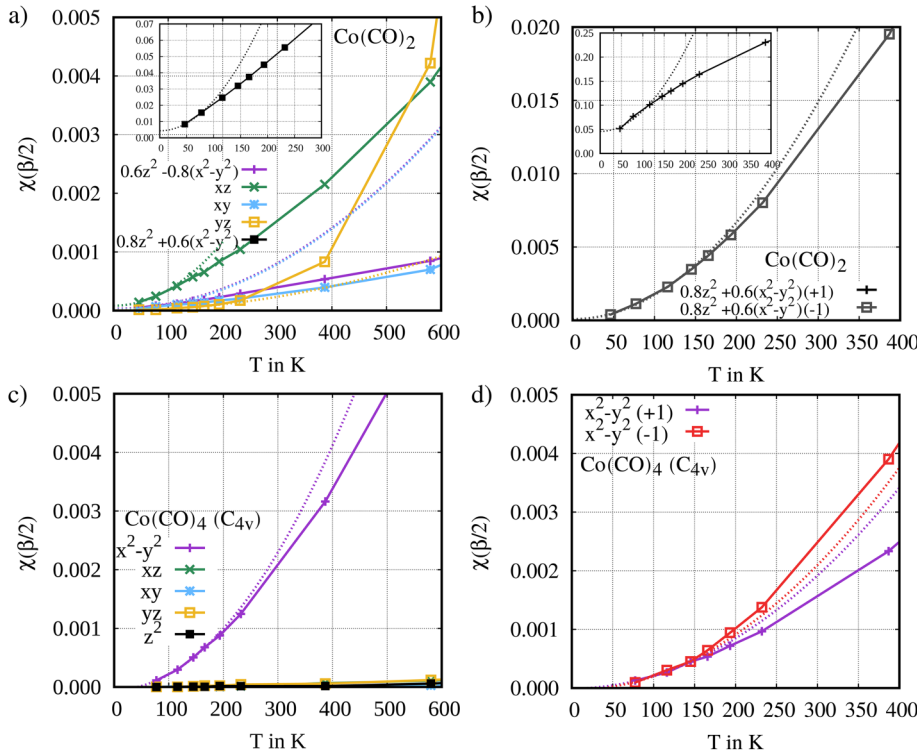 a)
Co(CO)2
0.07
0.06
0.05
0.04
0.03
0.02
0.01
0.00
0 50 100 150 200 250 300
0.005
0.004
0.003
0.002
0.001
0.000
χ(β/2)
0.6z²-0.8(x²-y²)
xz
xy
yz
0.8z²+0.6(x²-y²)
0 100 200 300 400 500 600
T in K
b)
0.25
0.20
0.15
0.10
0.05
0.00
0 50 100 150 200 250 300 350 400
0.020
0.015
0.010
0.005
0.000
χ(β/2)
Co(CO)2
0.8z²+0.6(x²-y²)(+1)
0.8z²+0.6(x²-y²)(-1)
0 50 100 150 200 250 300 350 400
T in K
c)
0.005
0.004
0.003
0.002
0.001
0.000
χ(β/2)
Co(CO)4 (C4v)
x²-y²
xz
xy
yz
z²
0 100 200 300 400 500 600
T in K
d)
0.005
0.004
0.003
0.002
0.001
0.000
χ(β/2)
x²-y² (+1)
x²-y² (-1)
Co(CO)4 (C4v)
0 50 100 150 200 250 300 350 400
T in K